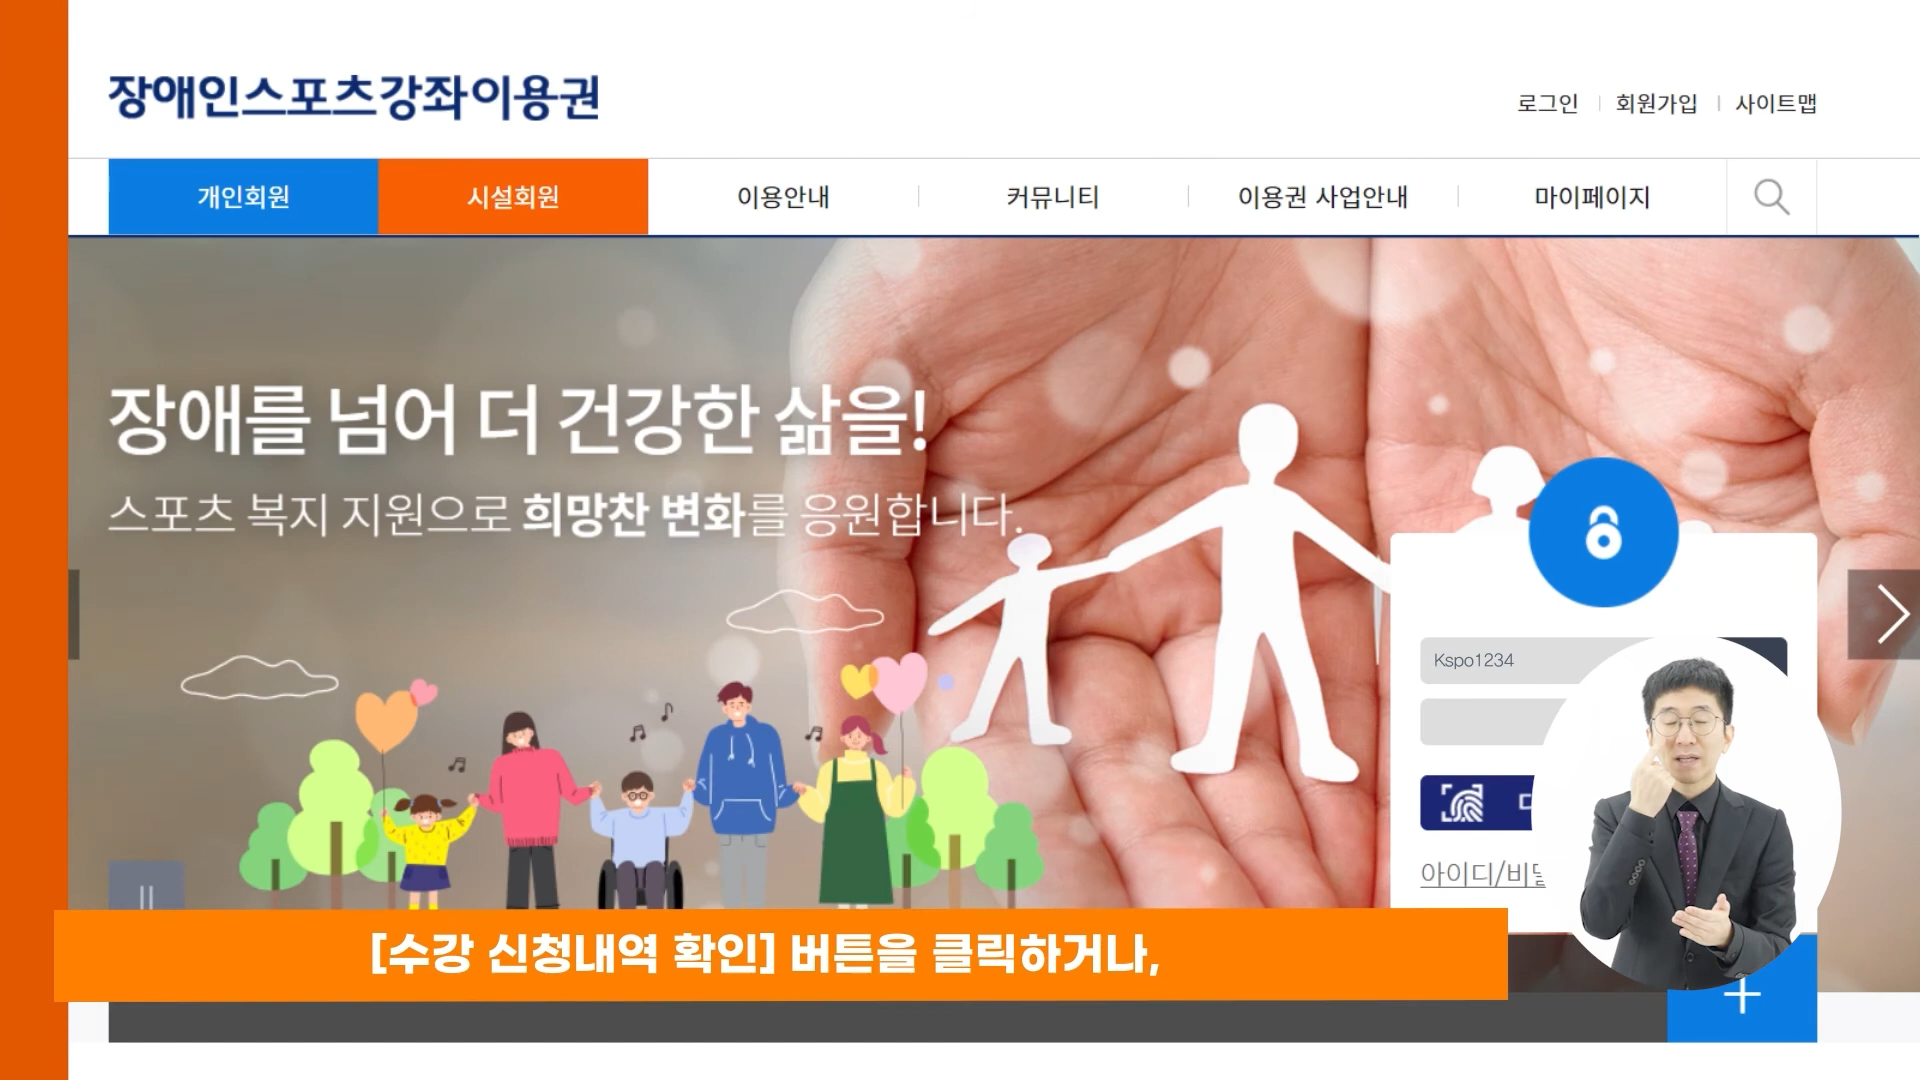 장애인스포츠강좌이용권
로그인
회원가입
사이트맵
개인회원
시설회원
이용안내
커뮤니티
이용권 사업안내
마이페이지
장애를 넘어 더 건강한 삶을!
스포츠 복지 지원으로 희망찬 변화를 응원합니다.
Kspo1234
아이디/비
[수강 신청내역 확인] 버튼을 클릭하거나,